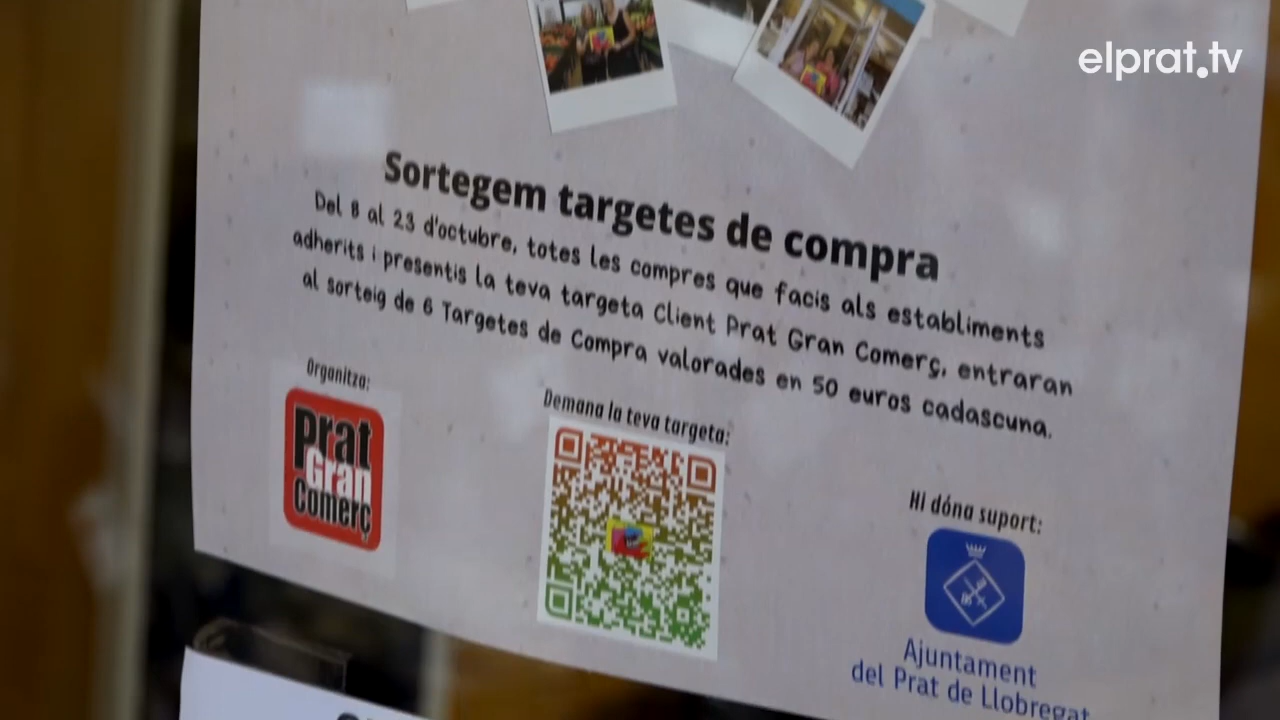 elprat.tv
Sortegem targetes de compra
Del 8 al 23 d'octubre, totes les compres que facis als establiments
adherits i presentis la teva targeta Client Prat Gran Comerç, entraran
al sorteig de 6 Targetes de Compra valorades en 50 euros cadascuna.
Organitza:
Prat
Gran
Comerç
Demana la teva targeta:
Hi dóna suport:
Ajuntament
del Prat de Llobregat